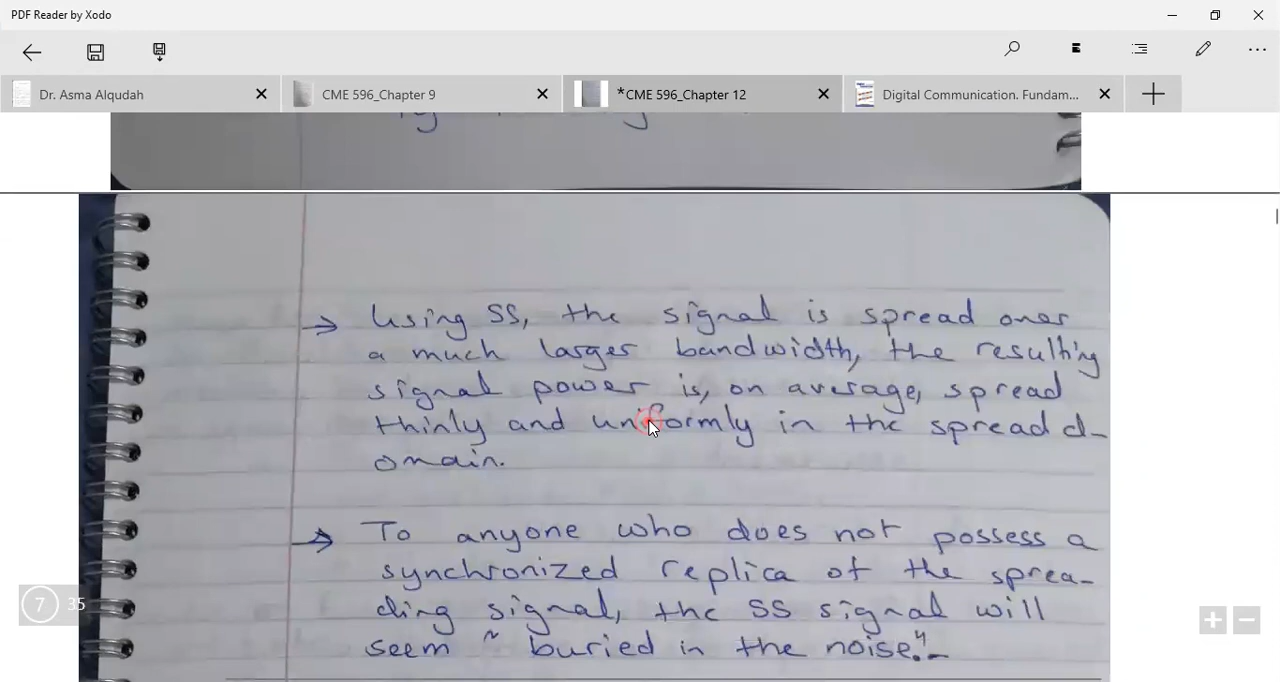 PDF Reader by Xodo
Dr. Asma Alqudah
CME 596_Chapter 9
*CME 596_Chapter 12
Digital Communication. Fundam...
→ Using SS, the signal is spread over
a much larger bandwidth, the resulting
signal power is, on average, spread
thinly and uniformly in the spread d-
omain.
→ To anyone who does not possess a
synchronized replica of the sprea-
ding signal, the SS signal will
seem " buried in the noise."
7 35